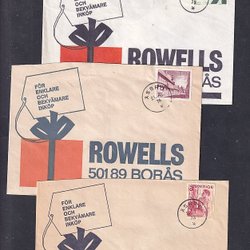 FÖR
ENKLARE
OCH
BEKVÄMARE
INKÖP
ROWELLS
BORÅS
FÖR
ENKLARE
OCH
BEKVÄMARE
INKÖP
ROWELLS
501 89 BORÅS
FÖR
ENKLARE
OCH
BEKVÄMARE
INKÖP
SVERIGE
ROWELLS